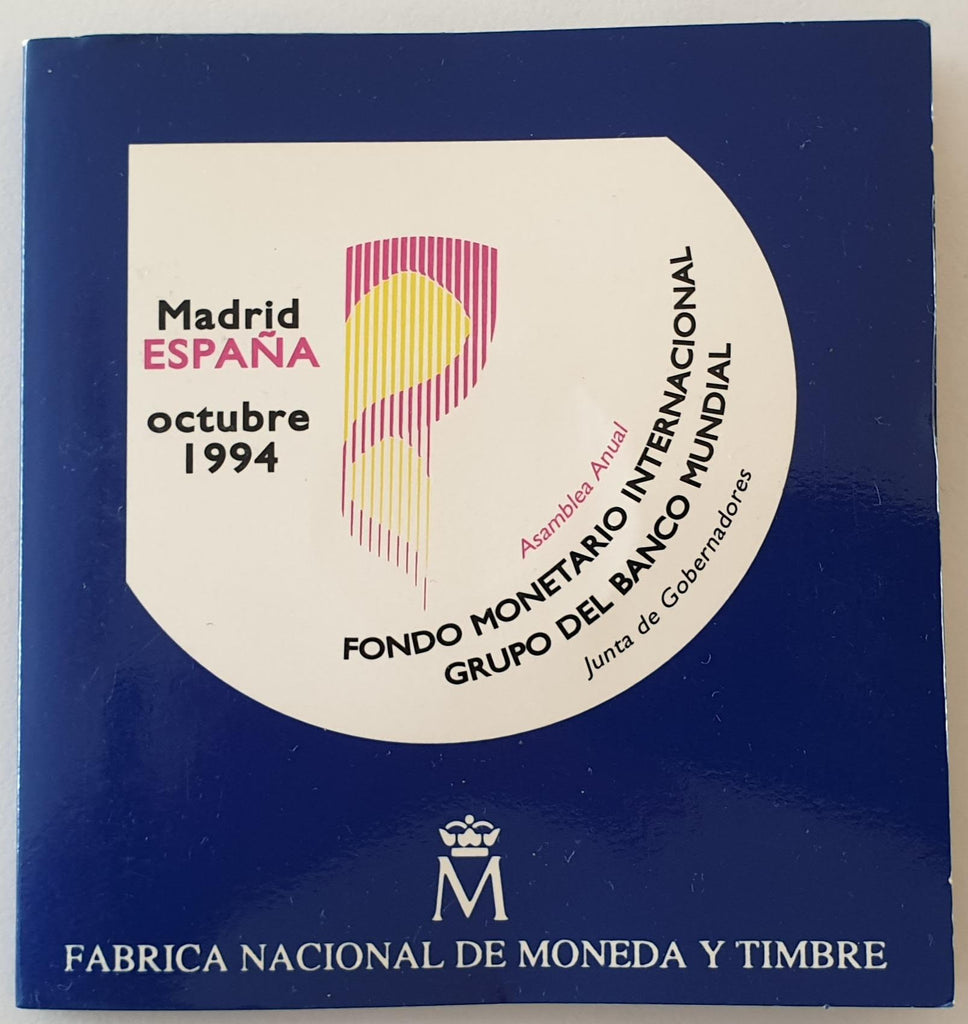 Madrid
ESPAÑA
octubre
1994
Asamblea Anual
FONDO MONETARIO INTERNACIONAL
GRUPO DEL BANCO MUNDIAL
Junta de Gobernadores
M
FABRICA NACIONAL DE MONEDA Y TIMBRE